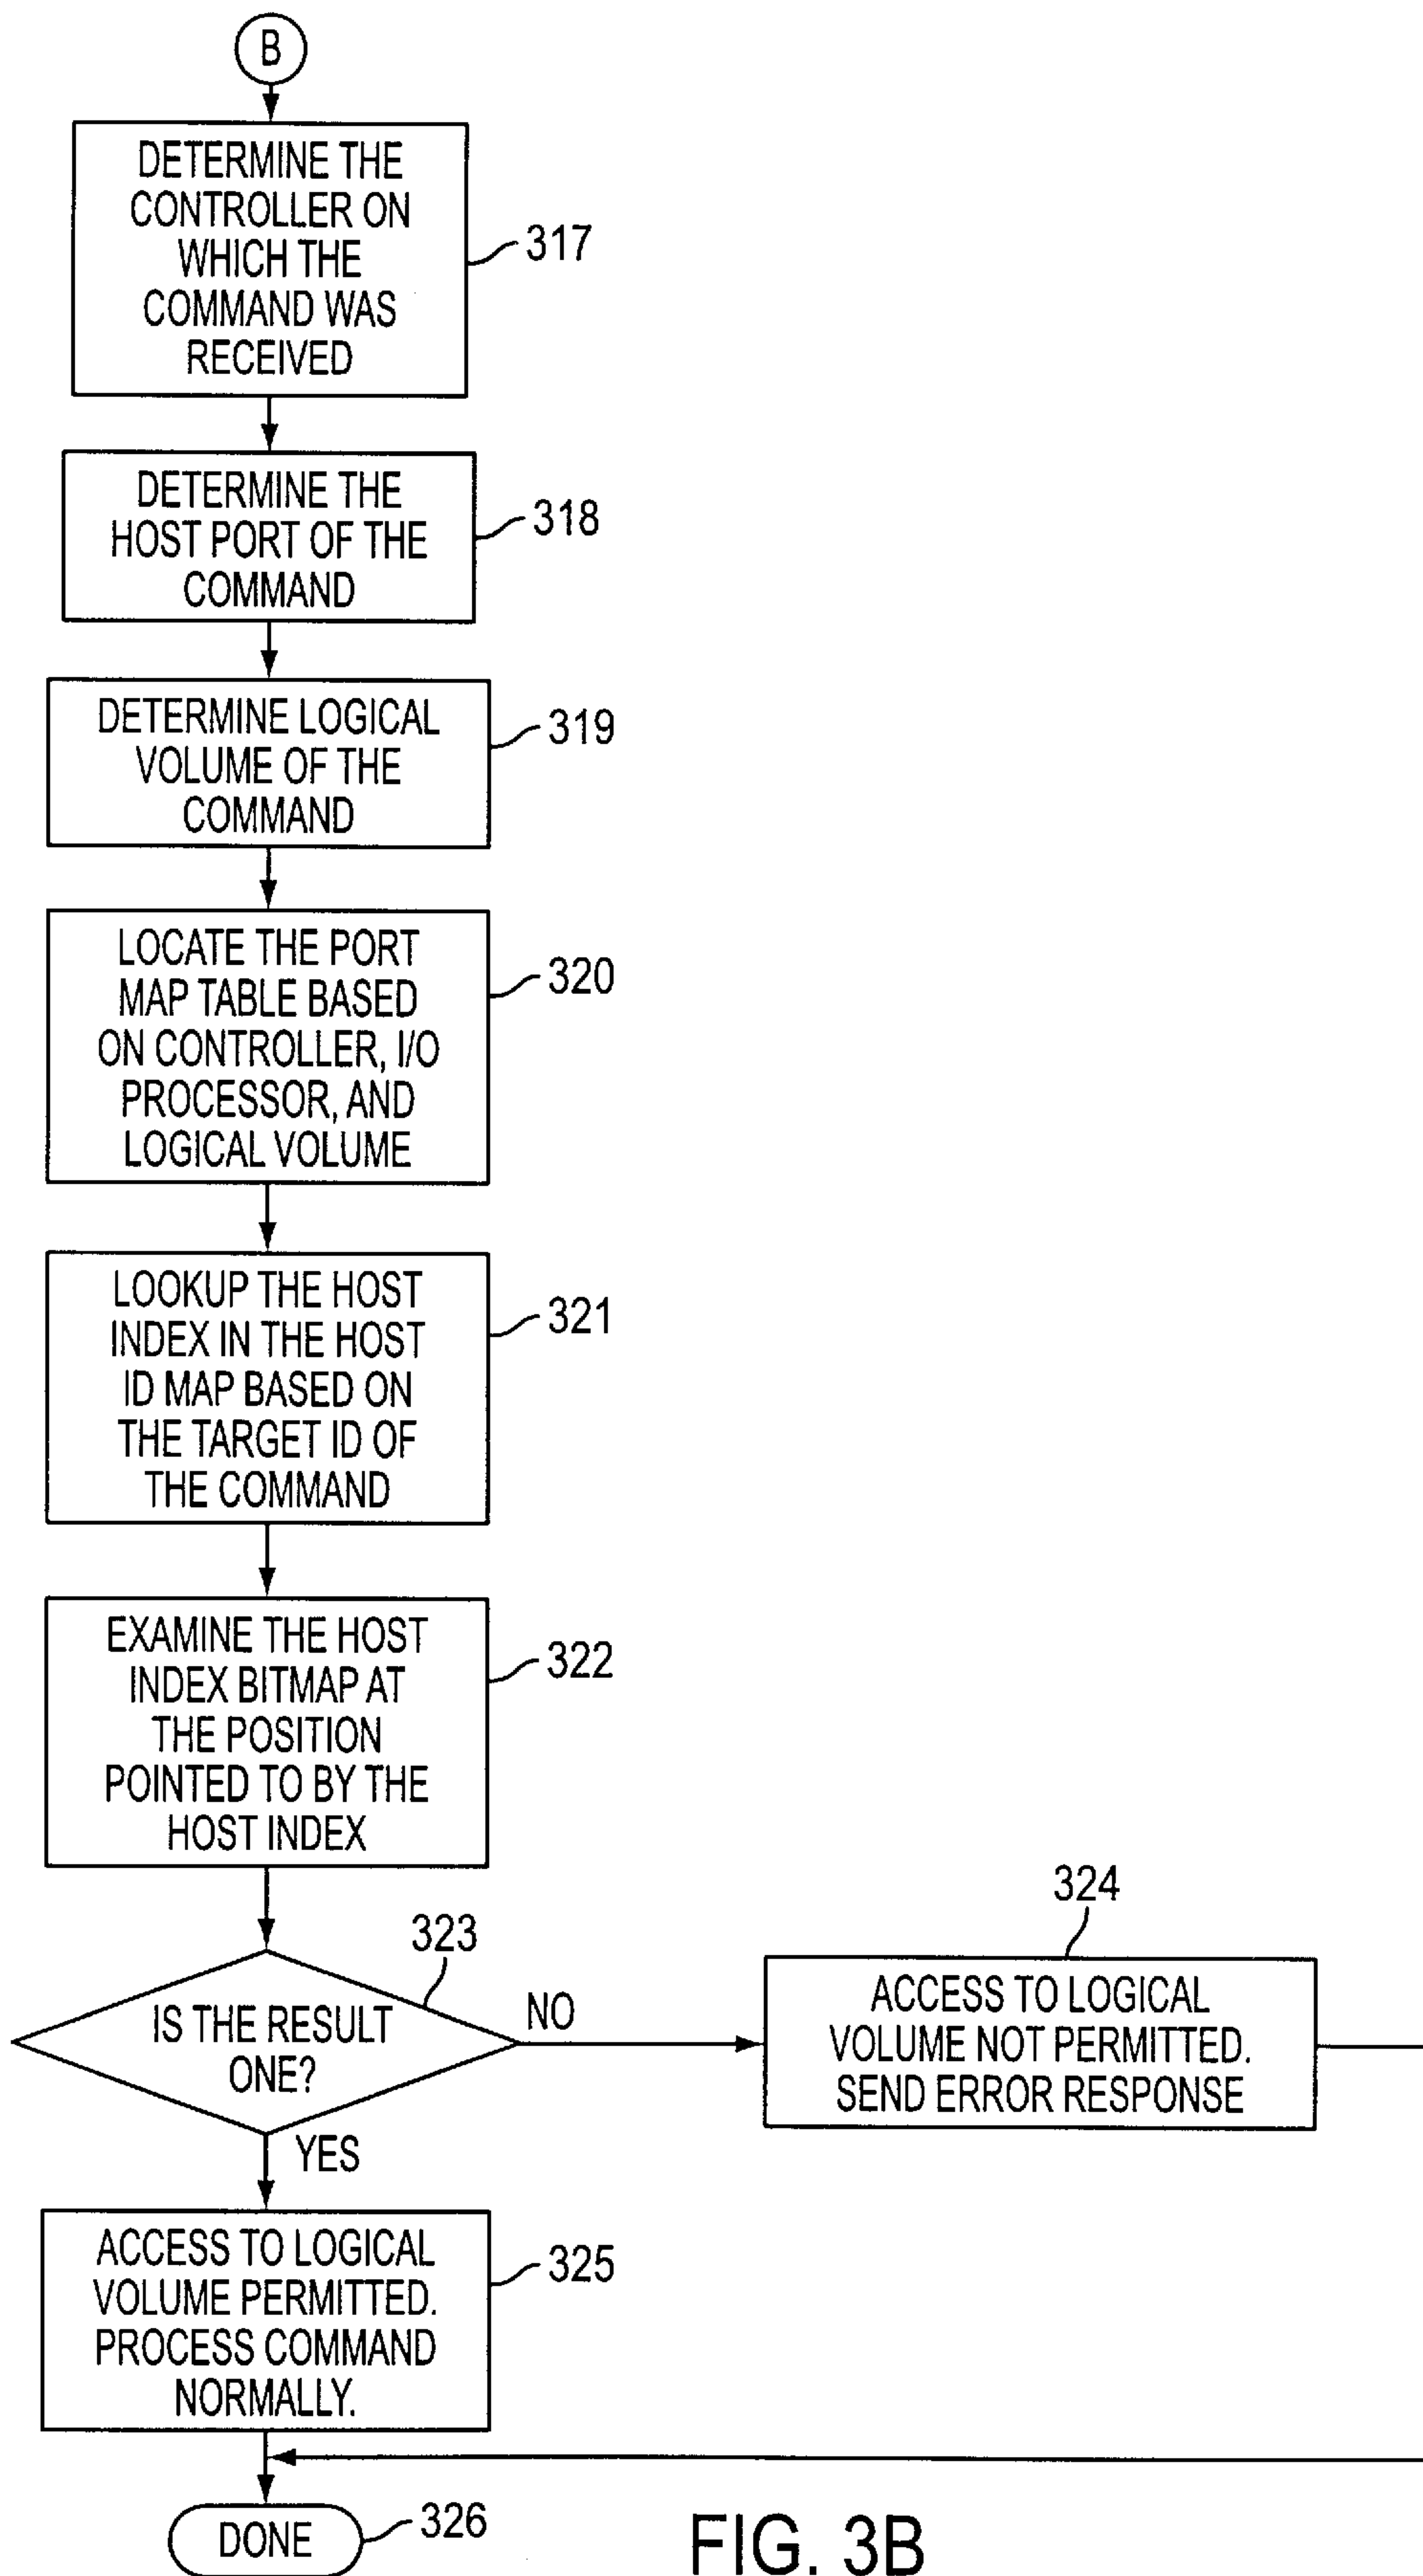 B
DETERMINE THE
CONTROLLER ON
WHICH THE
COMMAND WAS
RECEIVED
317
DETERMINE THE
HOST PORT OF THE
COMMAND
318
DETERMINE LOGICAL
VOLUME OF THE
COMMAND
319
LOCATE THE PORT
MAP TABLE BASED
ON CONTROLLER, I/O
PROCESSOR, AND
LOGICAL VOLUME
320
LOOKUP THE HOST
INDEX IN THE HOST
ID MAP BASED ON
THE TARGET ID OF
THE COMMAND
321
EXAMINE THE HOST
INDEX BITMAP AT
THE POSITION
POINTED TO BY THE
HOST INDEX
322
IS THE RESULT
ONE?
323
NO
324
ACCESS TO LOGICAL
VOLUME NOT PERMITTED.
SEND ERROR RESPONSE
YES
ACCESS TO LOGICAL
VOLUME PERMITTED.
PROCESS COMMAND
NORMALLY.
325
DONE
326
FIG. 3B